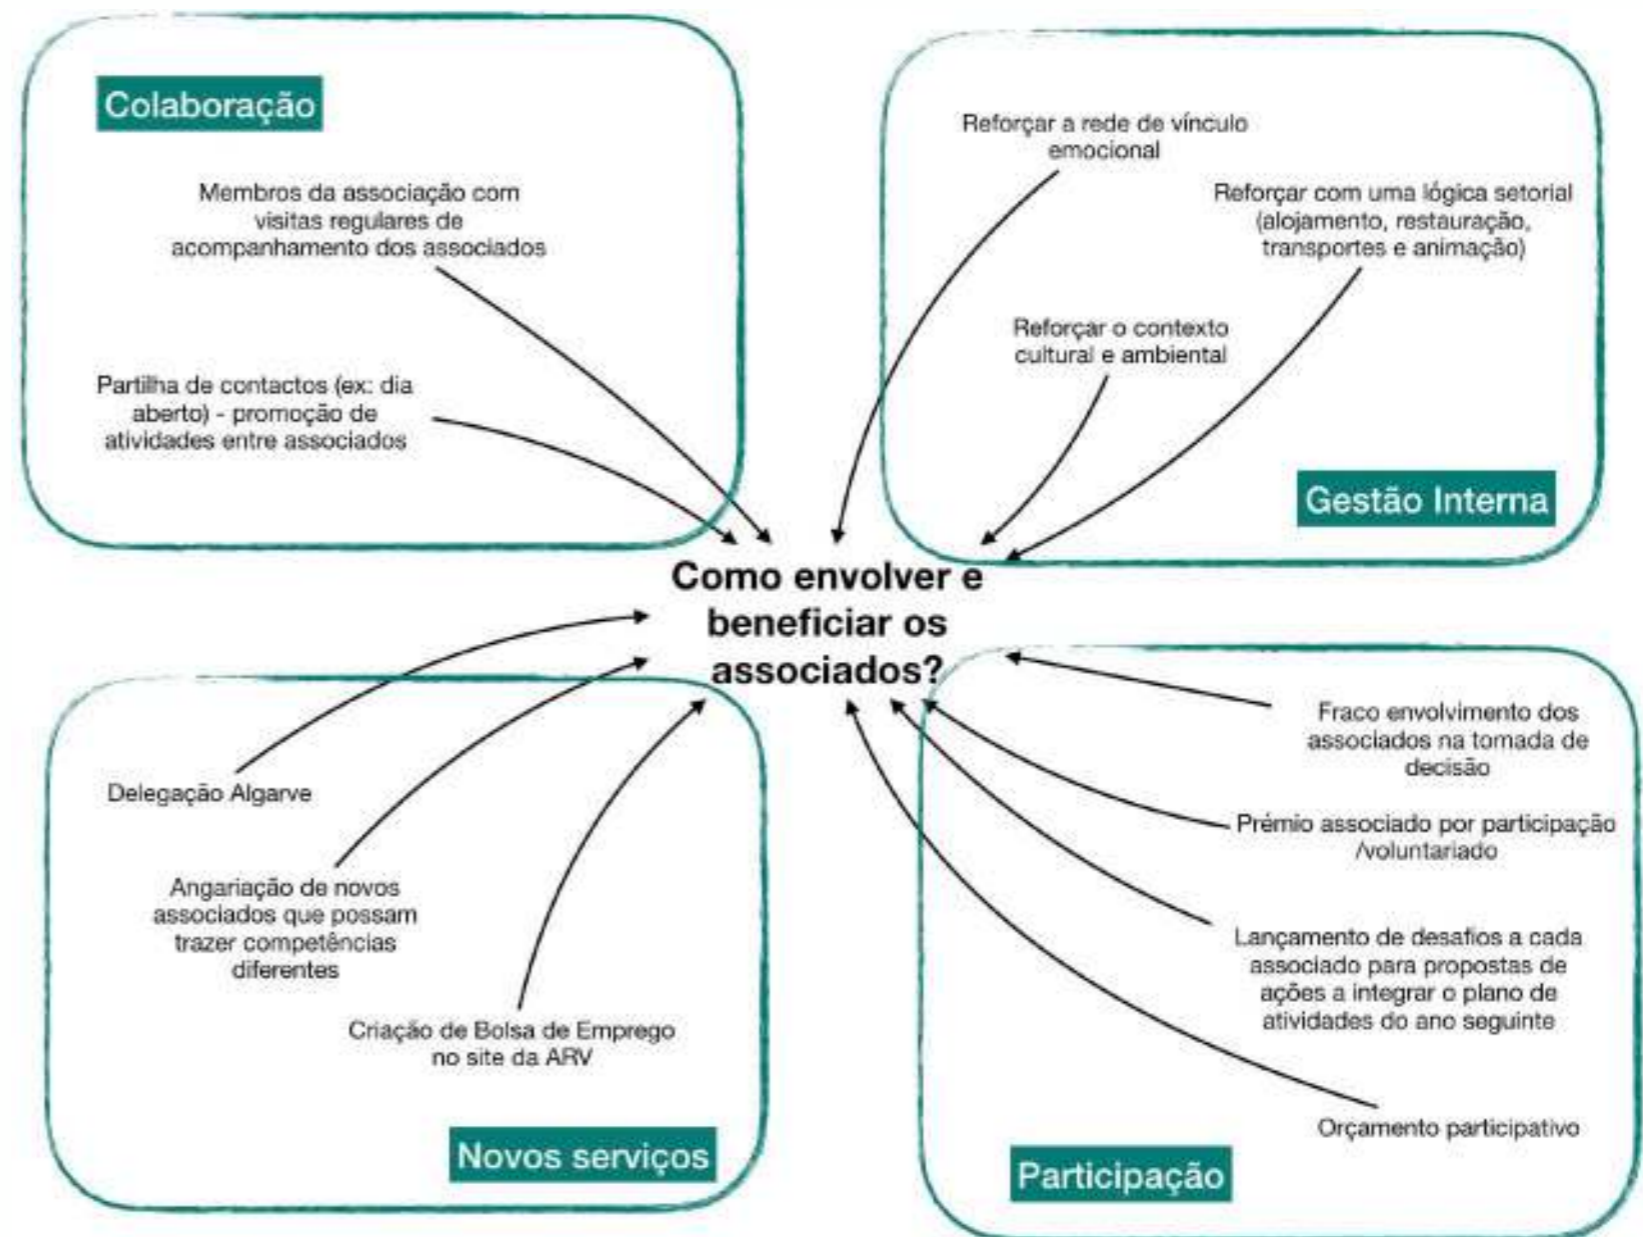 Colaboração
Membros da associação com
visitas regulares de
acompanhamento dos associados
Partilha de contactos (ex: dia
aberto) - promoção de
atividades entre associados
Reforçar a rede de vínculo
emocional
Reforçar com uma lógica setorial
(alojamento, restauração,
transportes e animação)
Reforçar o contexto
cultural e ambiental
Gestão Interna
Como envolver e
beneficiar os
associados?
Delegação Algarve
Angariação de novos
associados que possam
trazer competências
diferentes
Criação de Bolsa de Emprego
no site da ARV
Novos serviços
Fraco envolvimento dos
associados na tomada de
decisão
Prémio associado por participação
/voluntariado
Lançamento de desafios a cada
associado para propostas de
ações a integrar o plano de
atividades do ano seguinte
Orçamento participativo
Participação